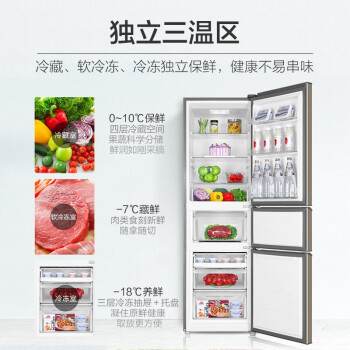 独立三温区
冷藏、软冷冻、冷冻独立保鲜，健康不易串味
冷藏室
0~10℃保鲜
四层冷藏空间
果蔬科学分储
鲜润如刚采摘
软冷冻室
-7℃藏鲜
肉类食刻新鲜
随拿随切
冷冻室
-18℃养鲜
三层冷冻抽屉+托盘
凝住原鲜健康
取放更方便